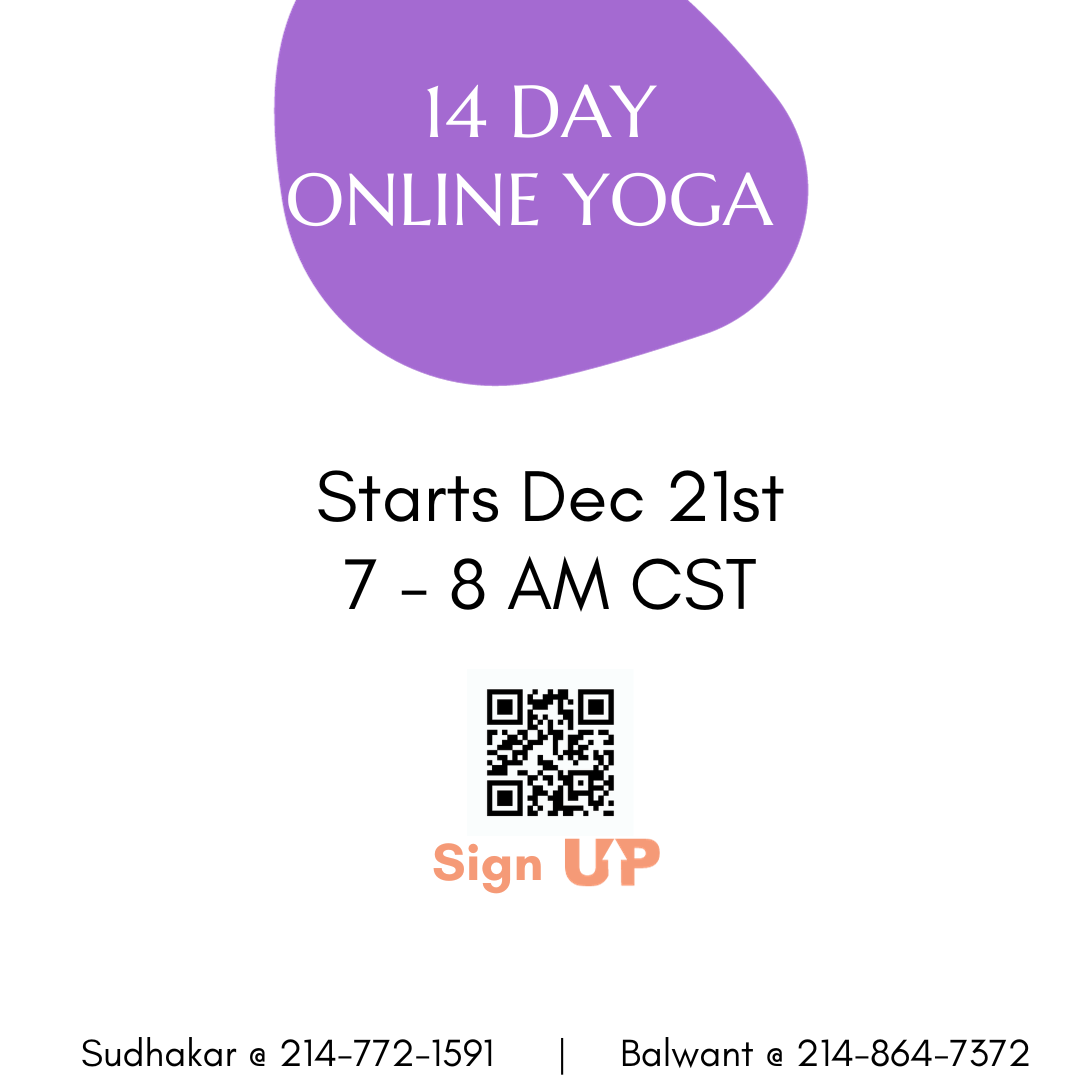 14 DAY
ONLINE YOGA
Starts Dec 21st
7 - 8 AM CST
Sign UP
Sudhakar @ 214-772-1591 | Balwant @ 214-864-7372